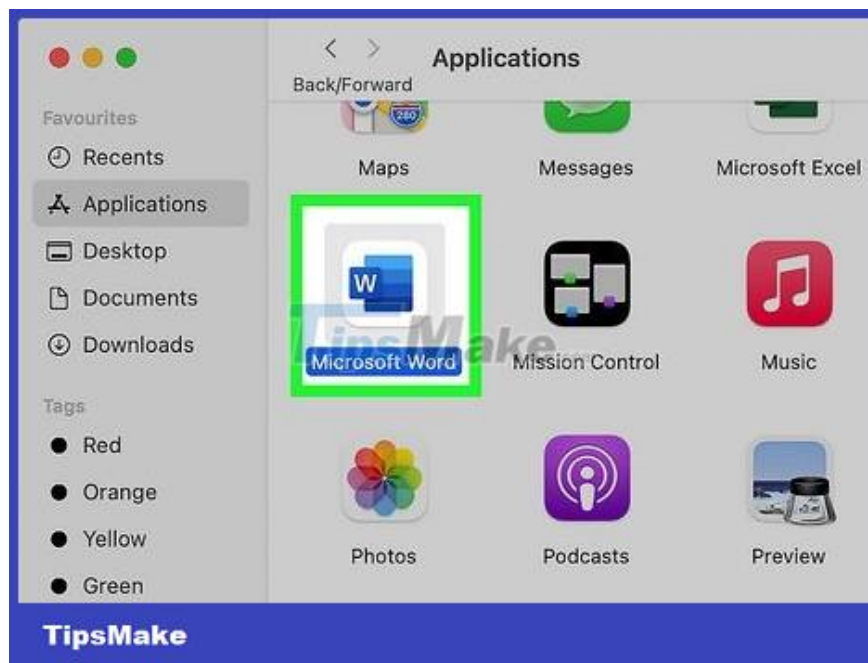 Applications
Back/Forward
Favourites
Recents
Applications
Desktop
Documents
Downloads
Tags
Red
Orange
Yellow
Green
280
Maps
Messages
Microsoft Excel
W
TipsMake
Microsoft Word
Mission Control
Music
Photos
Podcasts
Preview
TipsMake